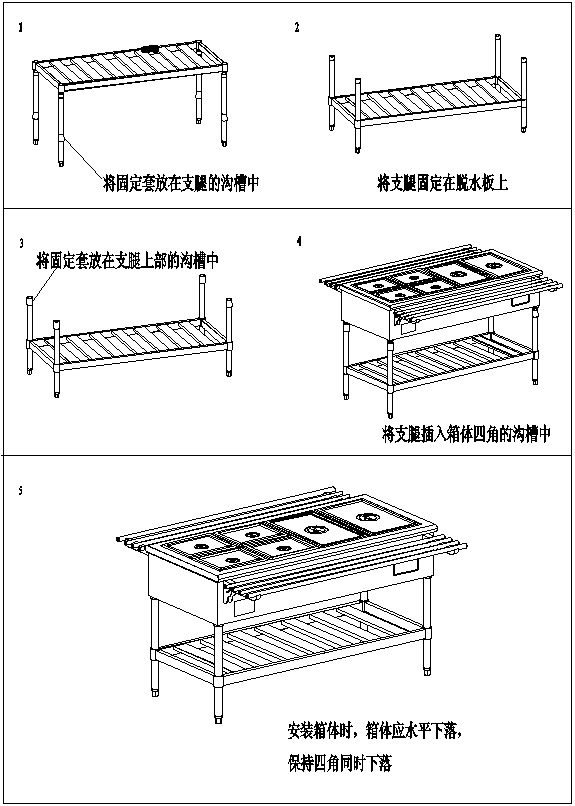 1
将固定套放在支腿的沟槽中
2
将支腿固定在脱水板上
3
将固定套放在支腿上部的沟槽中
4
将支腿插入箱体四角的沟槽中
5
安装箱体时，箱体应水平下落，
保持四角同时下落